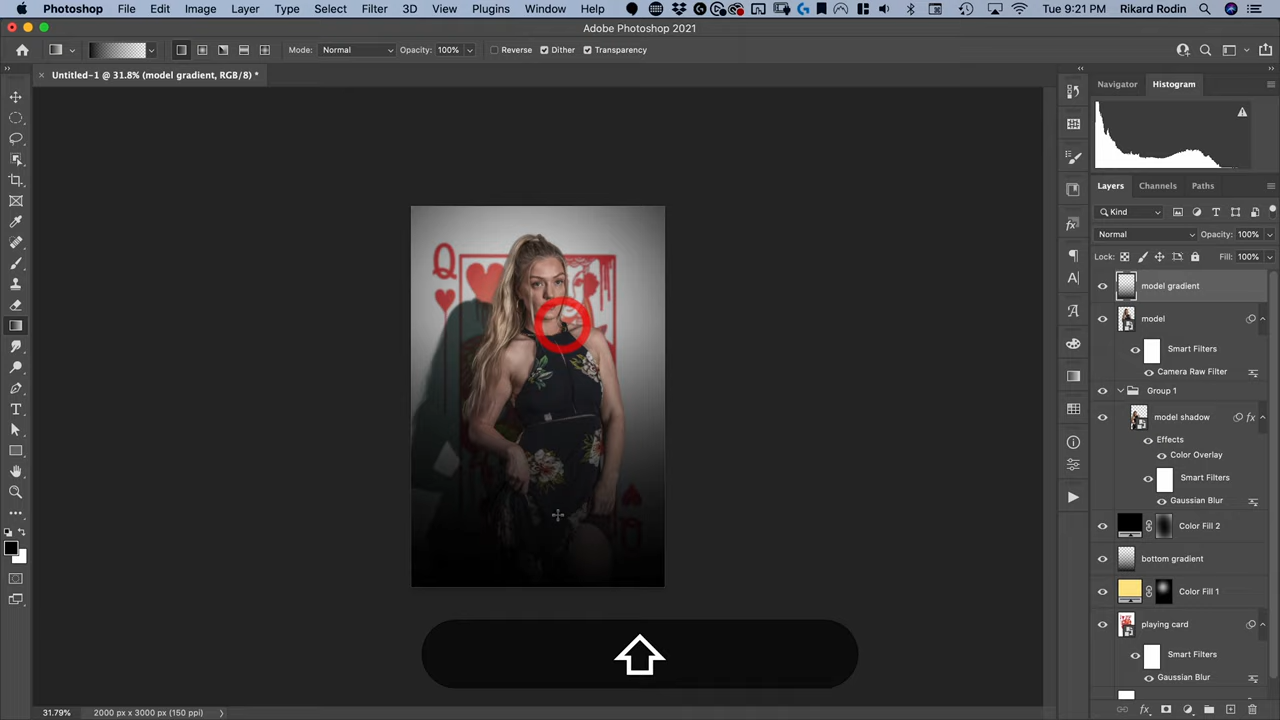 Photoshop File Edit Image Layer Type Select Filter 3D View Plugins Window Help Tue 9:21 PM Rikard Rodin
Adobe Photoshop 2021
Mode: Normal Opacity: 100% Reverse Dither Transparency
Untitled-1 @ 31.8% (model gradient, RGB/8) *
Navigator Histogram
Layers Channels Paths
Kind
Normal Opacity: 100%
Lock: Fill: 100%
model gradient
model
Smart Filters
Camera Raw Filter
Group 1
model shadow
Effects
Color Overlay
Smart Filters
Gaussian Blur
Color Fill 2
bottom gradient
Color Fill 1
playing card
Smart Filters
Gaussian Blur
Q
31.79% 2000 px x 3000 px (150 ppi)